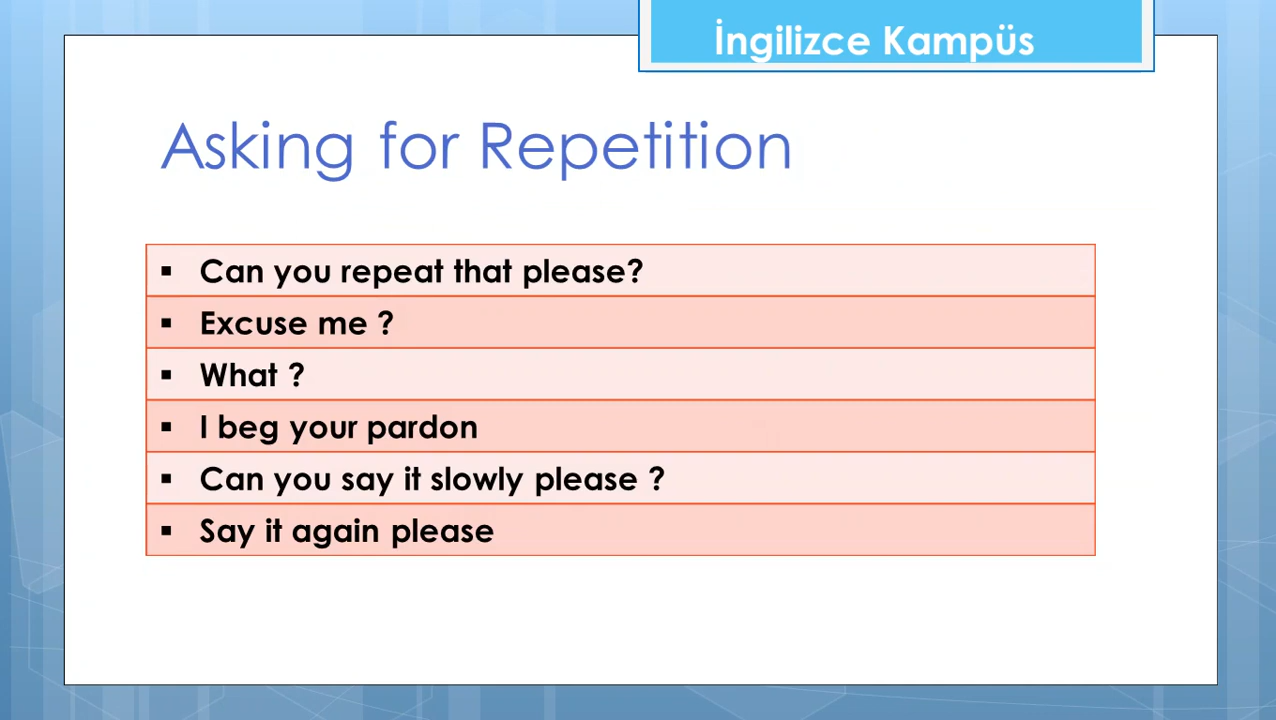 İngilizce Kampüs
Asking for Repetition
▪ Can you repeat that please?
▪ Excuse me ?
▪ What ?
▪ I beg your pardon
▪ Can you say it slowly please ?
▪ Say it again please